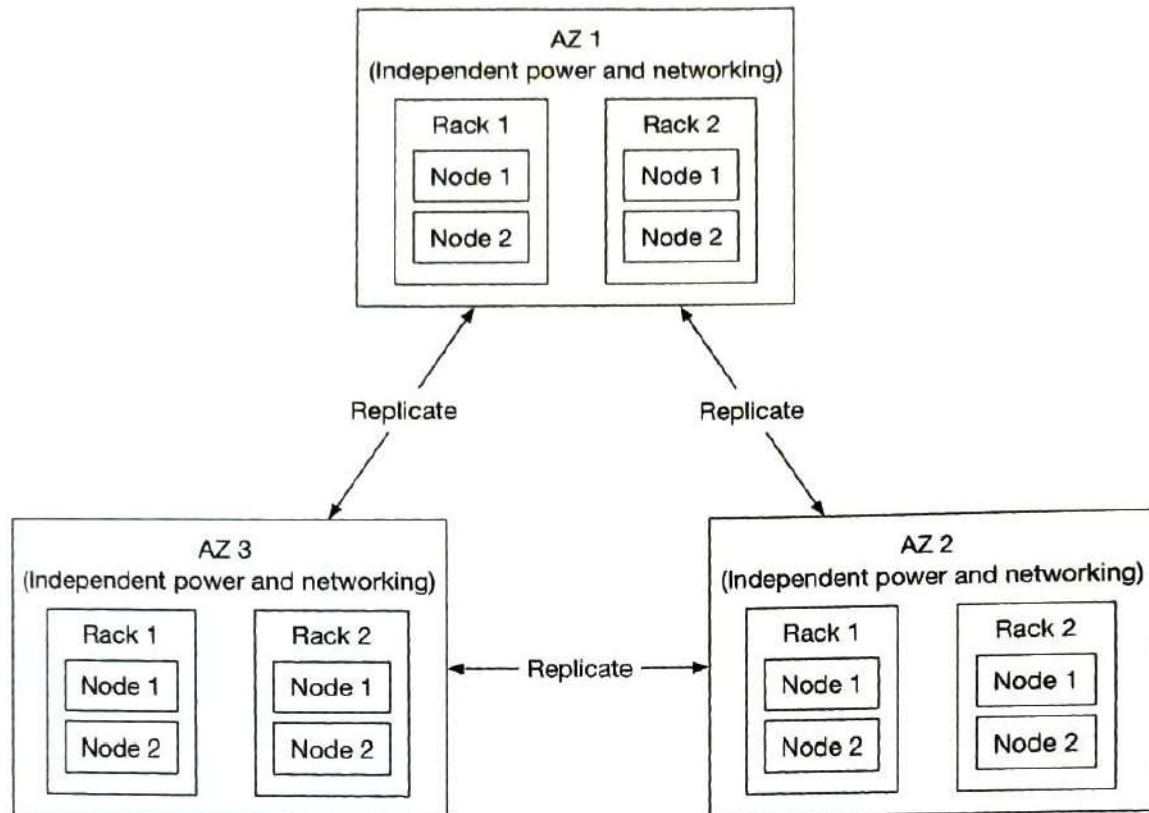 AZ 1
(Independent power and networking)
Rack 1
Rack 2
Node 1
Node 1
Node 2
Node 2
Replicate
Replicate
AZ 3
(Independent power and networking)
Rack 1
Rack 2
Node 1
Node 1
Node 2
Node 2
Replicate
AZ 2
(Independent power and networking)
Rack 1
Rack 2
Node 1
Node 1
Node 2
Node 2